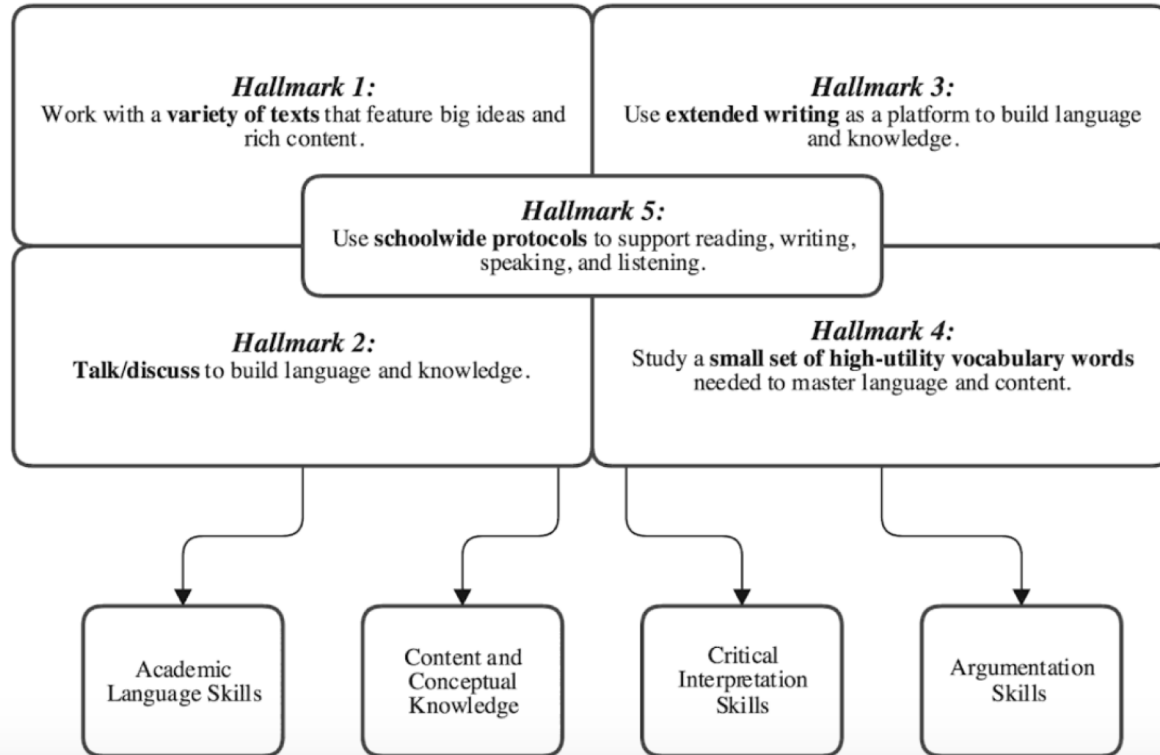 Hallmark 1:
Work with a variety of texts that feature big ideas and
rich content.
Hallmark 3:
Use extended writing as a platform to build language
and knowledge.
Hallmark 5:
Use schoolwide protocols to support reading, writing,
speaking, and listening.
Hallmark 2:
Talk/discuss to build language and knowledge.
Hallmark 4:
Study a small set of high-utility vocabulary words
needed to master language and content.
Academic
Language Skills
Content and
Conceptual
Knowledge
Critical
Interpretation
Skills
Argumentation
Skills